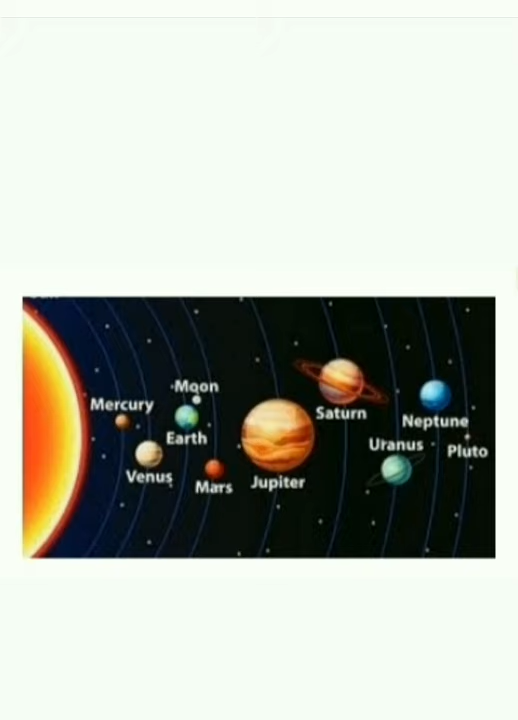 Moon
Mercury
Earth
Venus
Mars
Jupiter
Saturn
Uranus
Neptune
Pluto